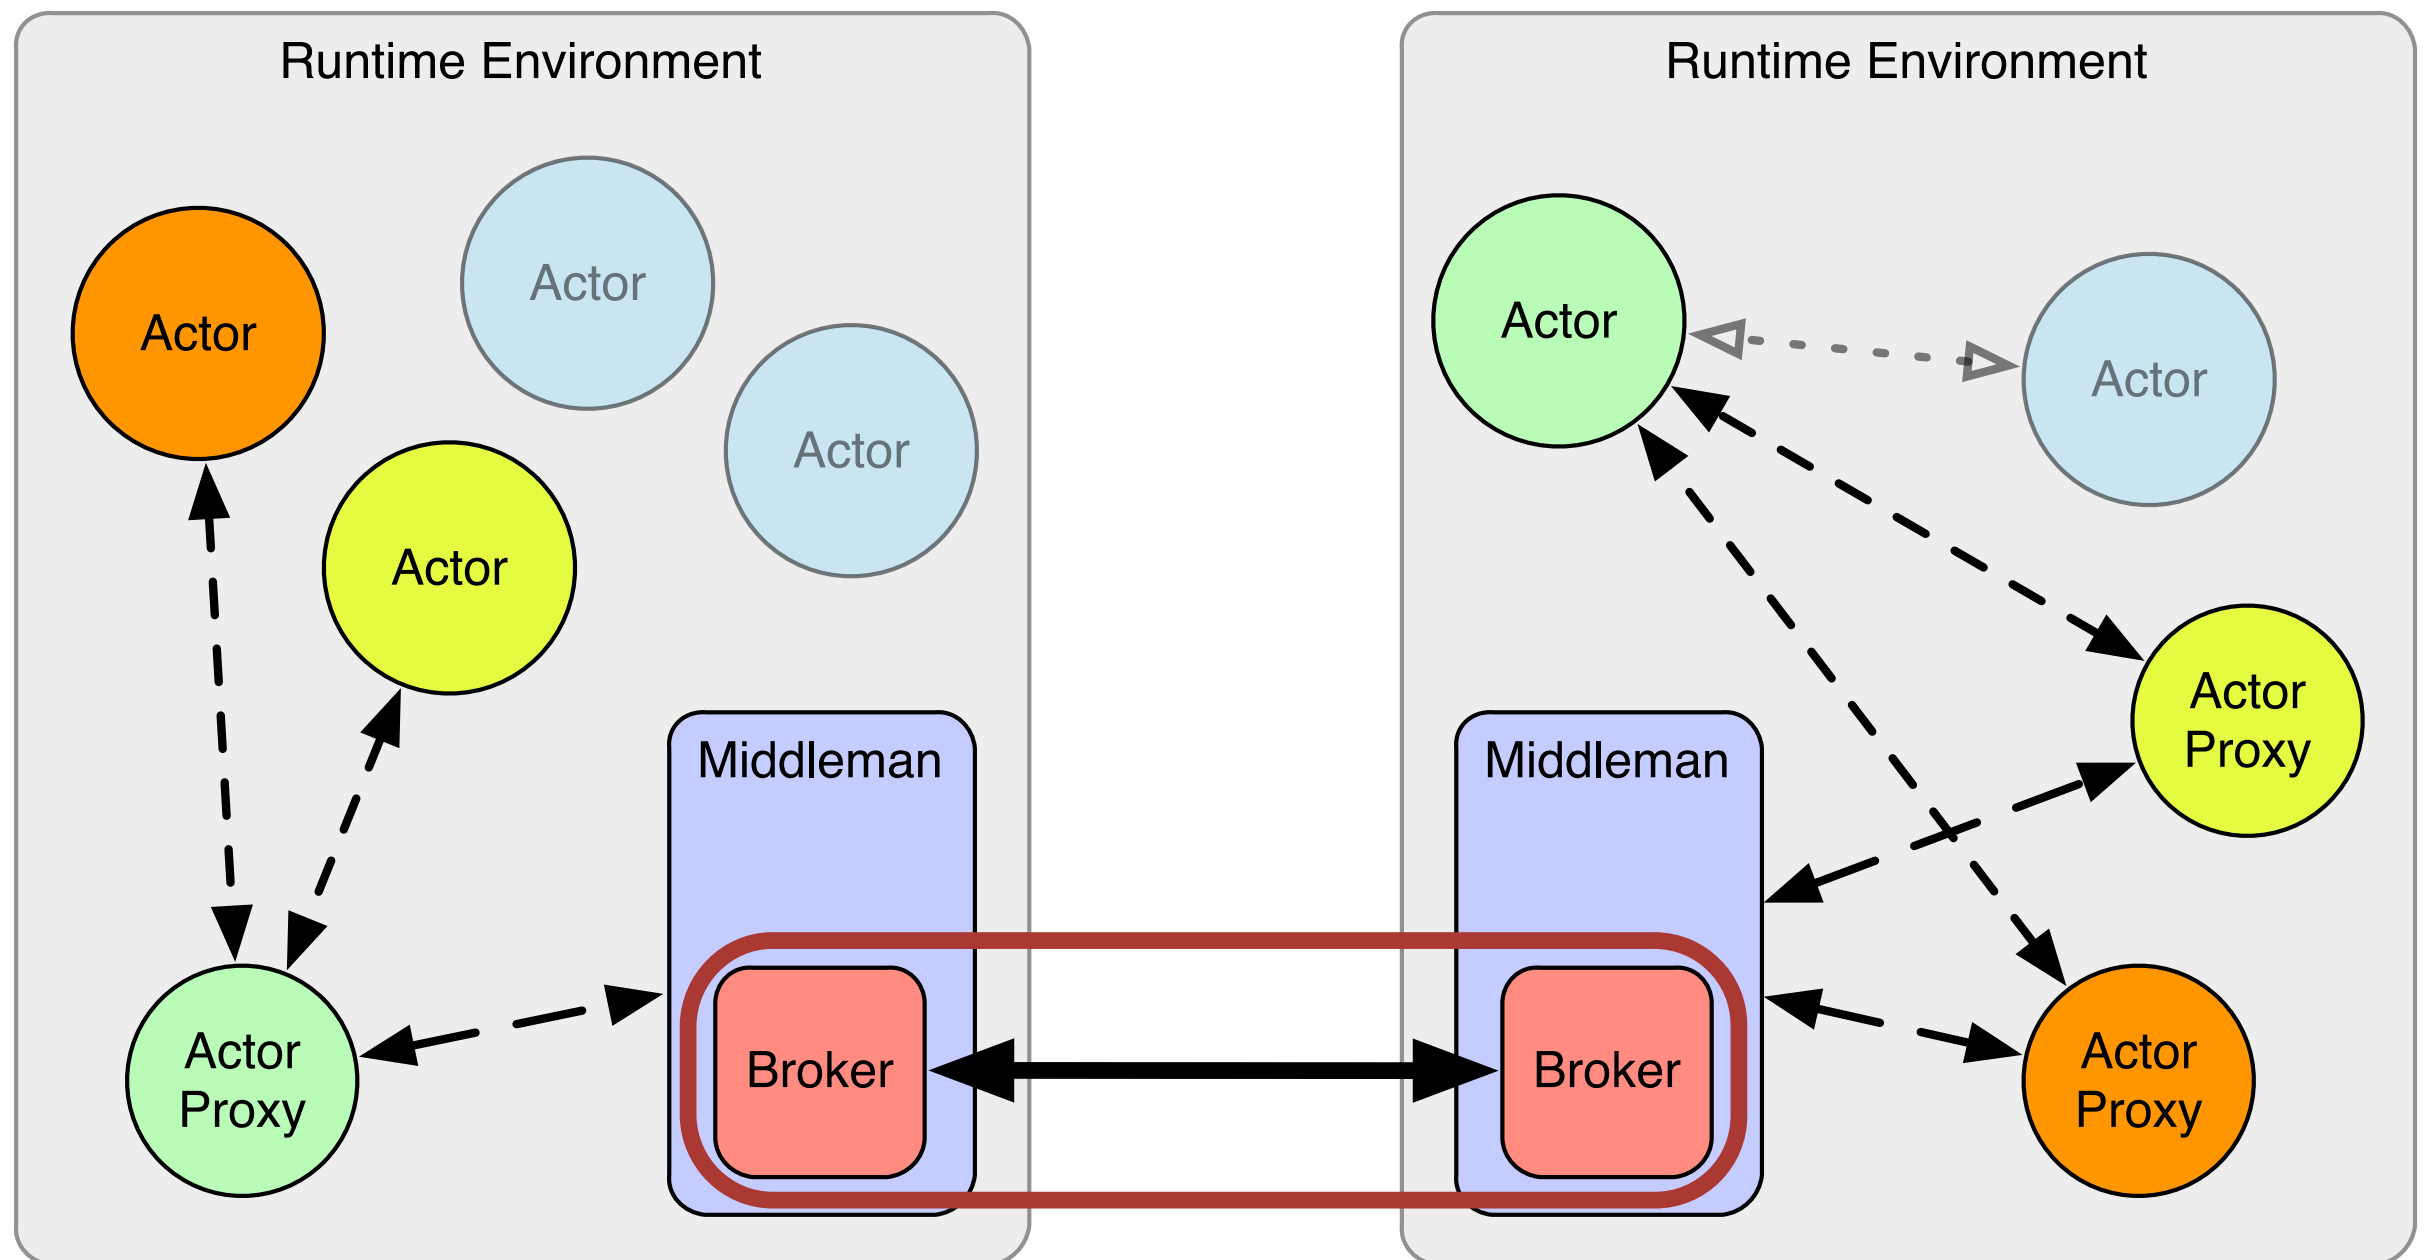 Runtime Environment
Actor
Actor
Actor
Actor
Middleman
Actor
Proxy
Broker
Runtime Environment
Actor
Actor
Actor
Proxy
Middleman
Broker
Actor
Proxy